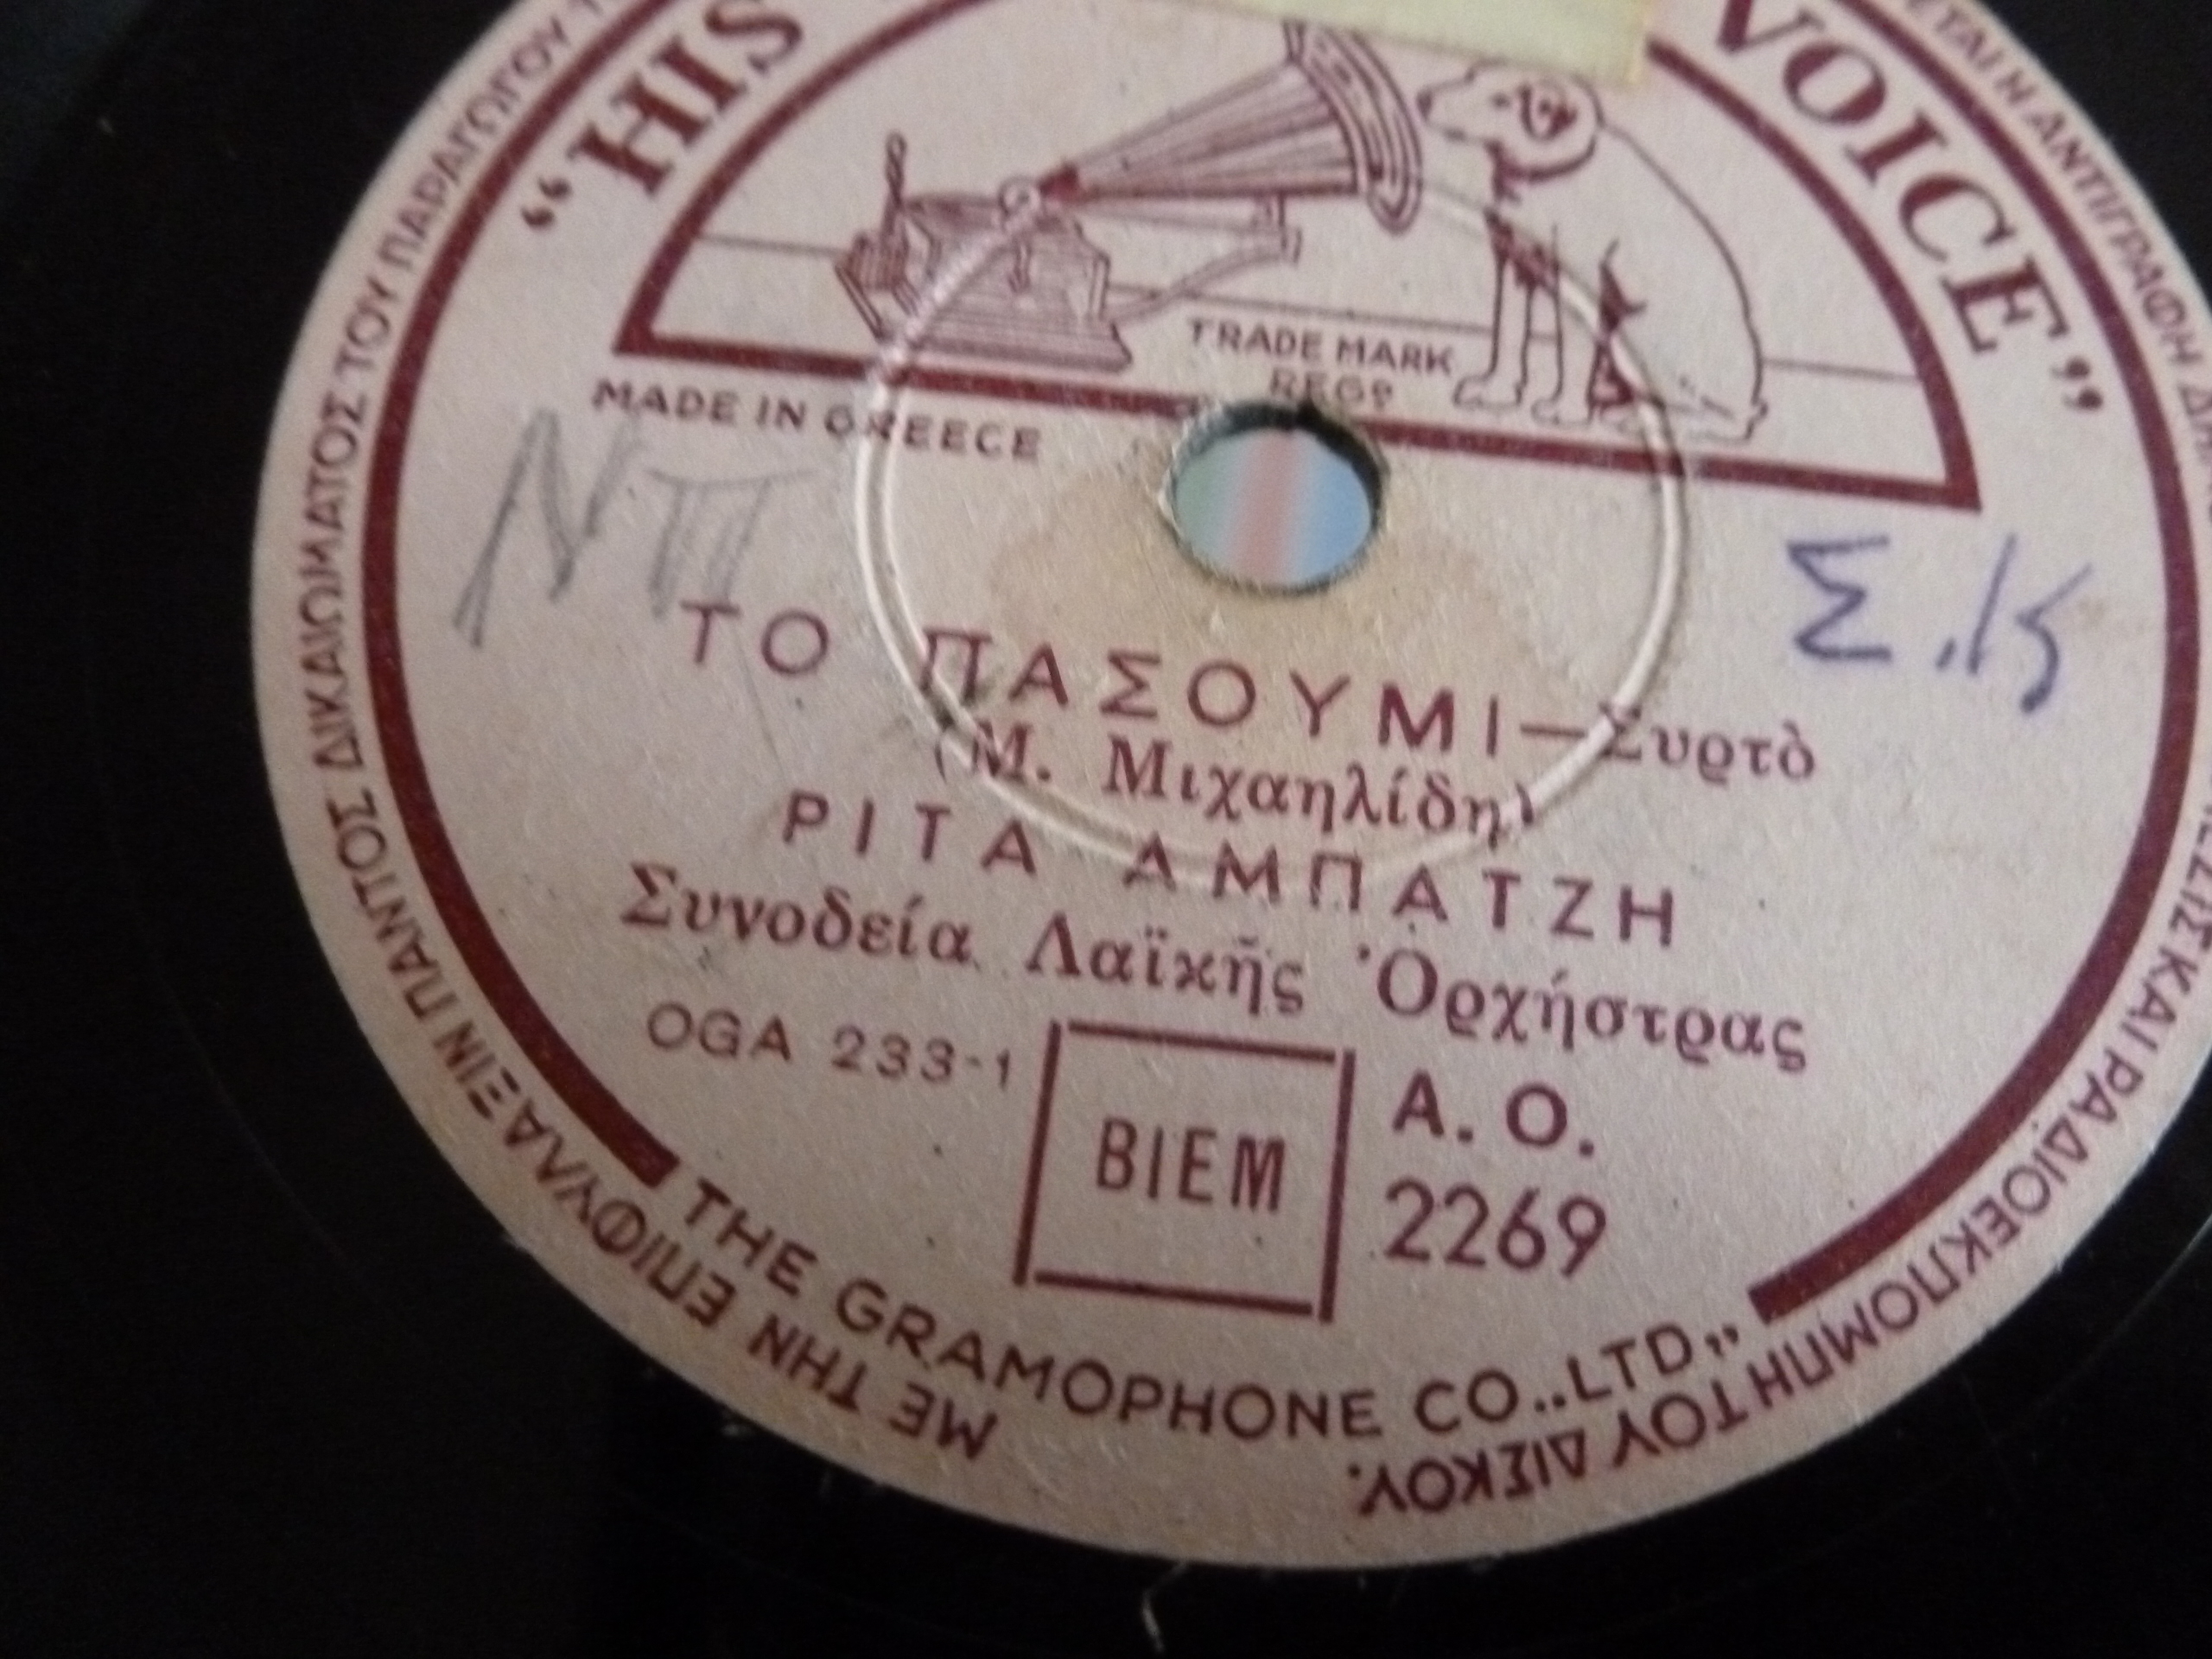 “HIS VOICE”
TRADE MARK
REGD
MADE IN GREECE
ΝΠ
Σ.Κ
ΤΟ ΠΑΣΟΥΜΙ—Συρτὸ
(Μ. Μιχαηλίδη)
ΡΙΤΑ ΑΜΠΑΤΖΗ
Συνοδεία Λαϊκῆς Ὀρχήστρας
OGA 233-1
BIEM
A. O.
2269
THE GRAMOPHONE CO., LTD.,
ΜΕ ΤΗΝ ΕΠΙΦΥΛΑΞΙΝ ΠΑΝΤΟΣ ΔΙΚΑΙΩΜΑΤΟΣ ΤΟΥ ΠΑΡΑΓΩΓΟΥ
Η ΑΝΤΙΓΡΑΦΗ
ΚΑΙ ΡΑΔΙΟΕΚΠΟΜΠΗ ΤΟΥ ΔΙΣΚΟΥ.